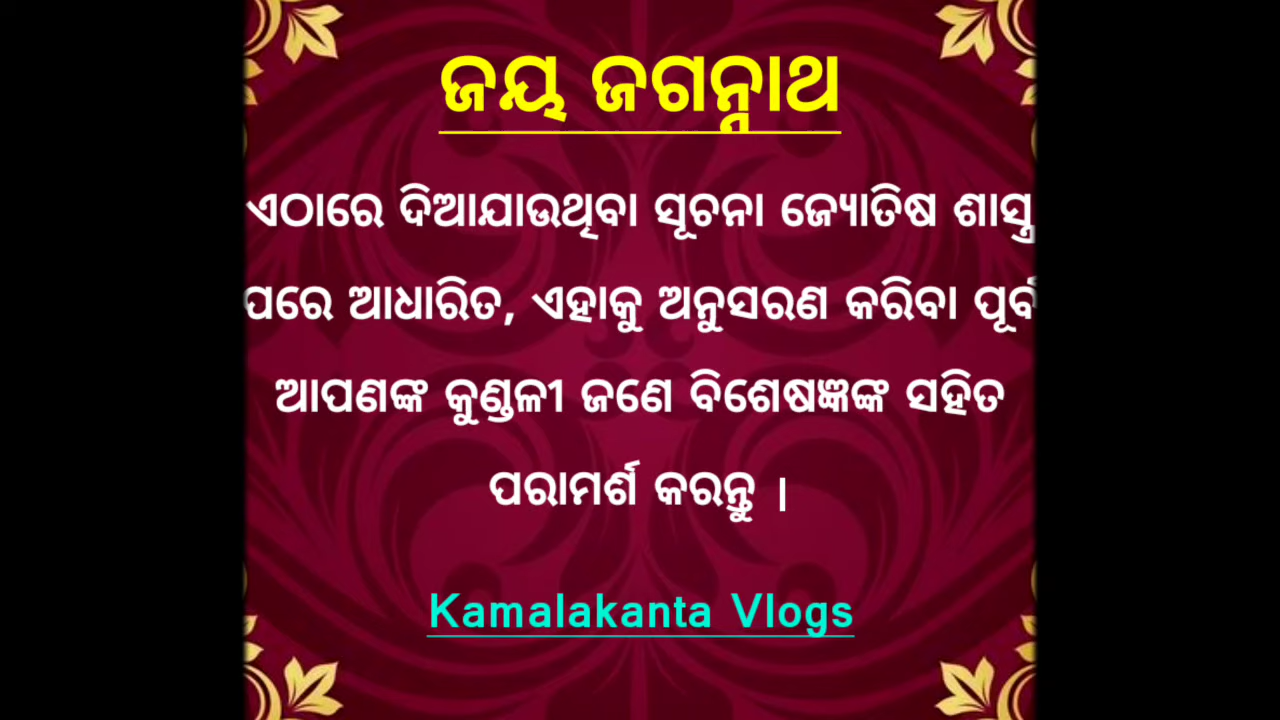 ଜୟ ଜଗନ୍ନାଥ
ଏଠାରେ ଦିଆଯାଉଥିବା ସୂଚନା ଜ୍ୟୋତିଷ ଶାସ୍ତ୍ର
ପରେ ଆଧାରିତ, ଏହାକୁ ଅନୁସରଣ କରିବା ପୂର୍ବ
ଆପଣଙ୍କ କୁଣ୍ଡଳୀ ଜଣେ ବିଶେଷଜ୍ଞଙ୍କ ସହିତ
ପରାମର୍ଶ କରନ୍ତୁ |
Kamalakanta Vlogs